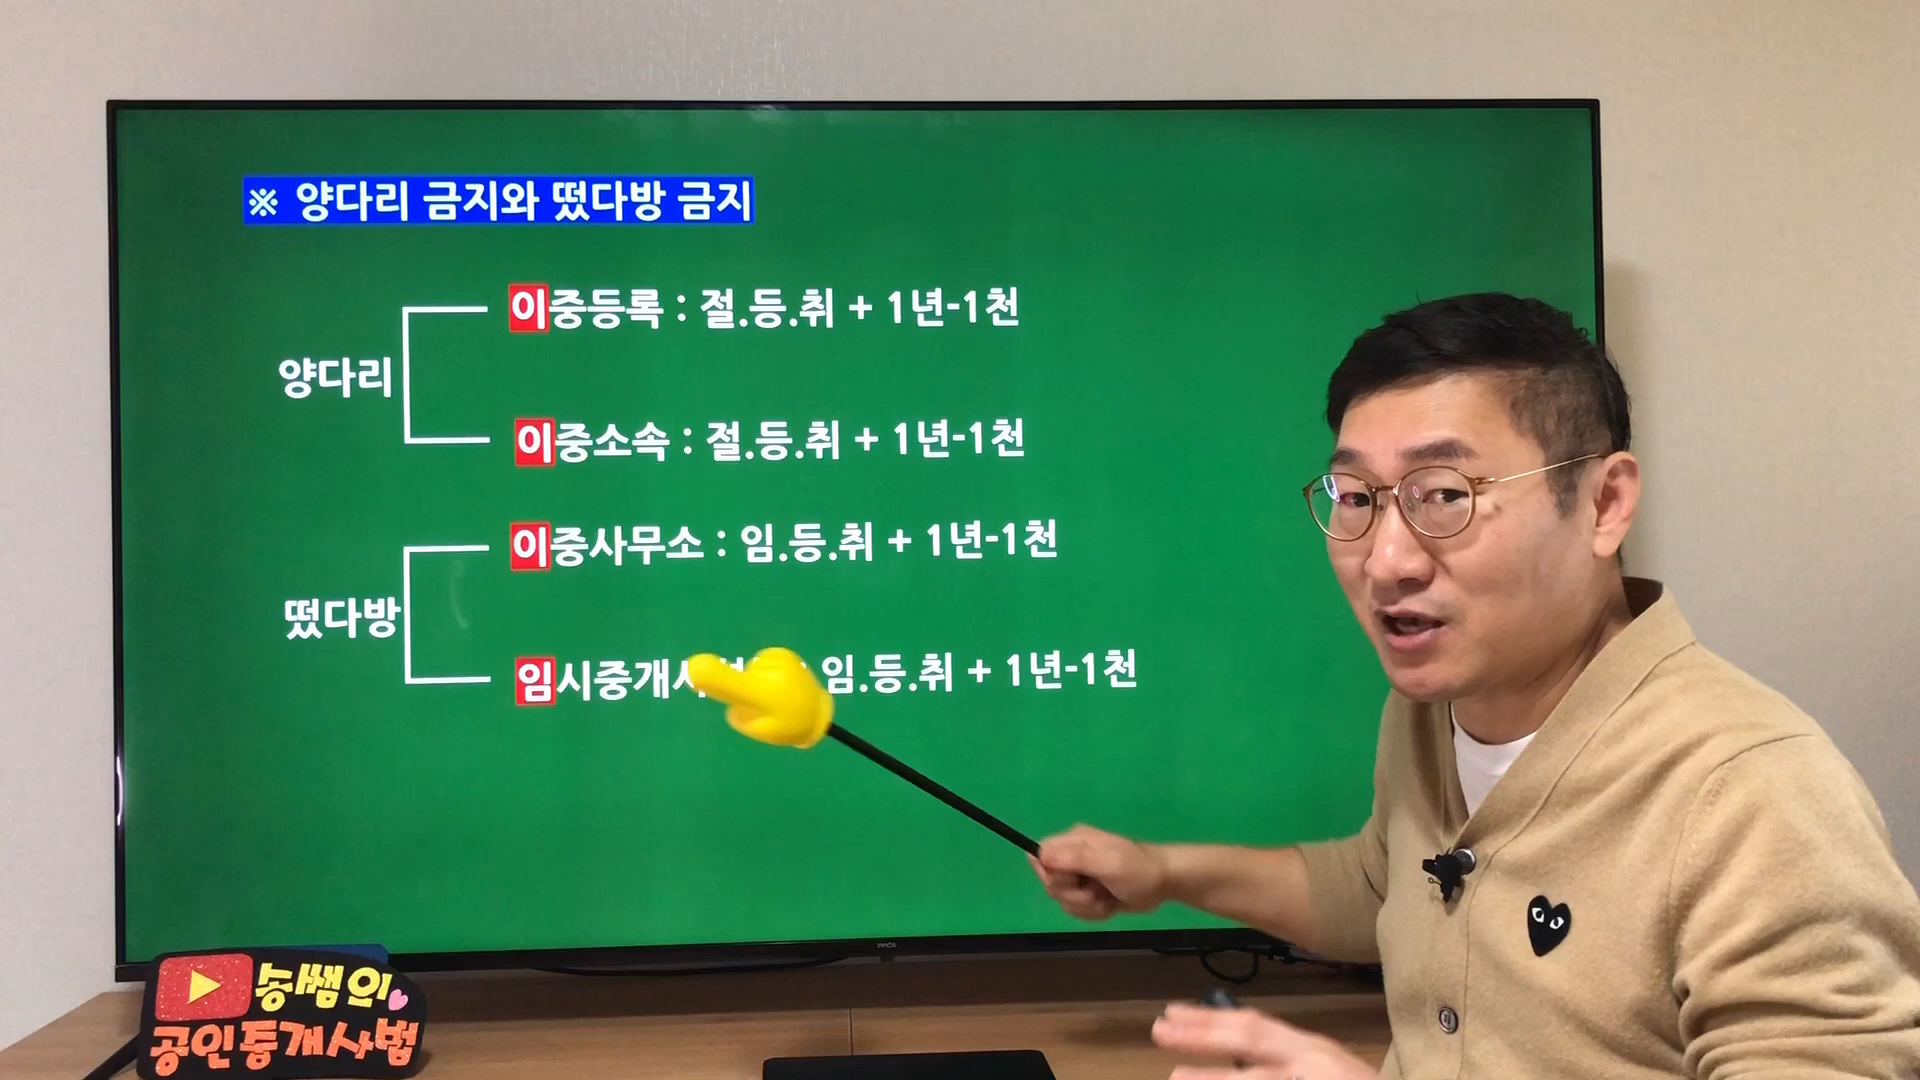 ※ 양다리 금지와 떴다방 금지
양다리
이중등록 : 절.등.취 + 1년-1천
이중소속 : 절.등.취 + 1년-1천
떴다방
이중사무소 : 임.등.취 + 1년-1천
임시중개시 : 임.등.취 + 1년-1천
innos
송쌤의
공인중개사법